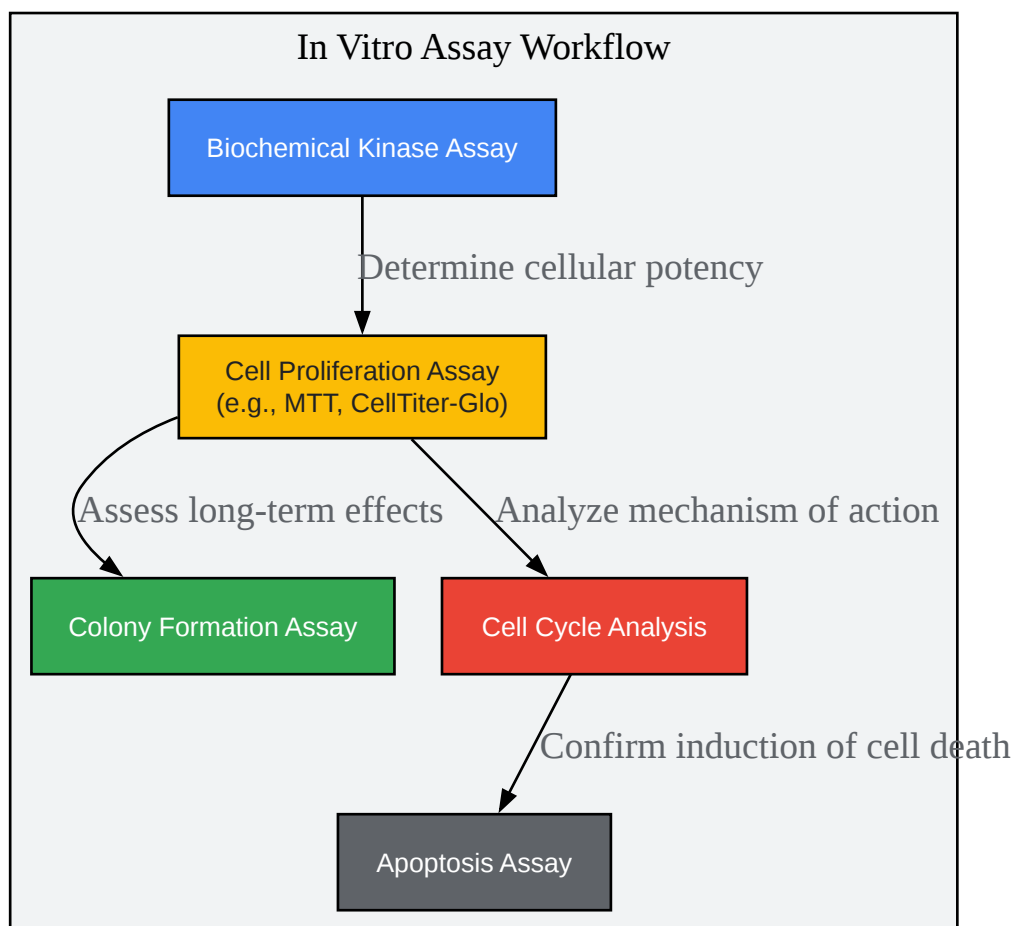 In Vitro Assay Workflow
Biochemical Kinase Assay
Determine cellular potency
Cell Proliferation Assay
(e.g., MTT, CellTiter-Glo)
Assess long-term effects
Analyze mechanism of action
Colony Formation Assay
Cell Cycle Analysis
Confirm induction of cell death
Apoptosis Assay